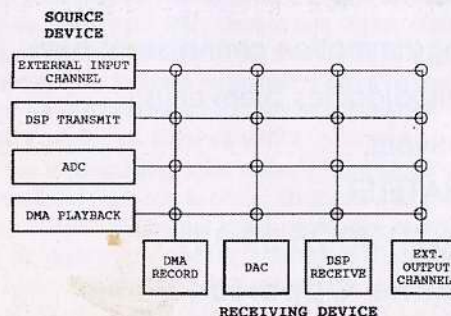 SOURCE
DEVICE
EXTERNAL INPUT
CHANNEL
DSP TRANSMIT
ADC
DMA PLAYBACK
DMA
RECORD
DAC
DSP
RECEIVE
EXT.
OUTPUT
CHANNEL
RECEIVING DEVICE